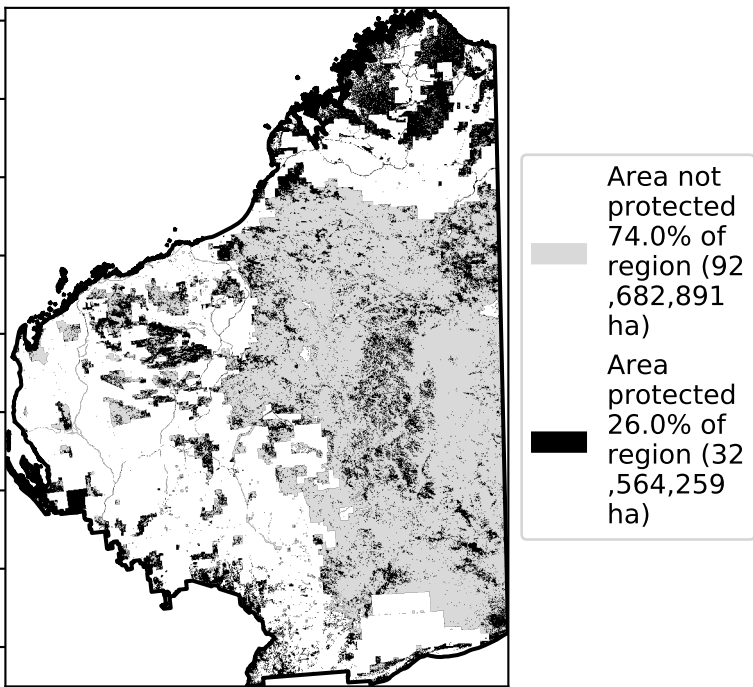 Area not
protected
74.0% of
region (92
,682,891
ha)
Area
protected
26.0% of
region (32
,564,259
ha)